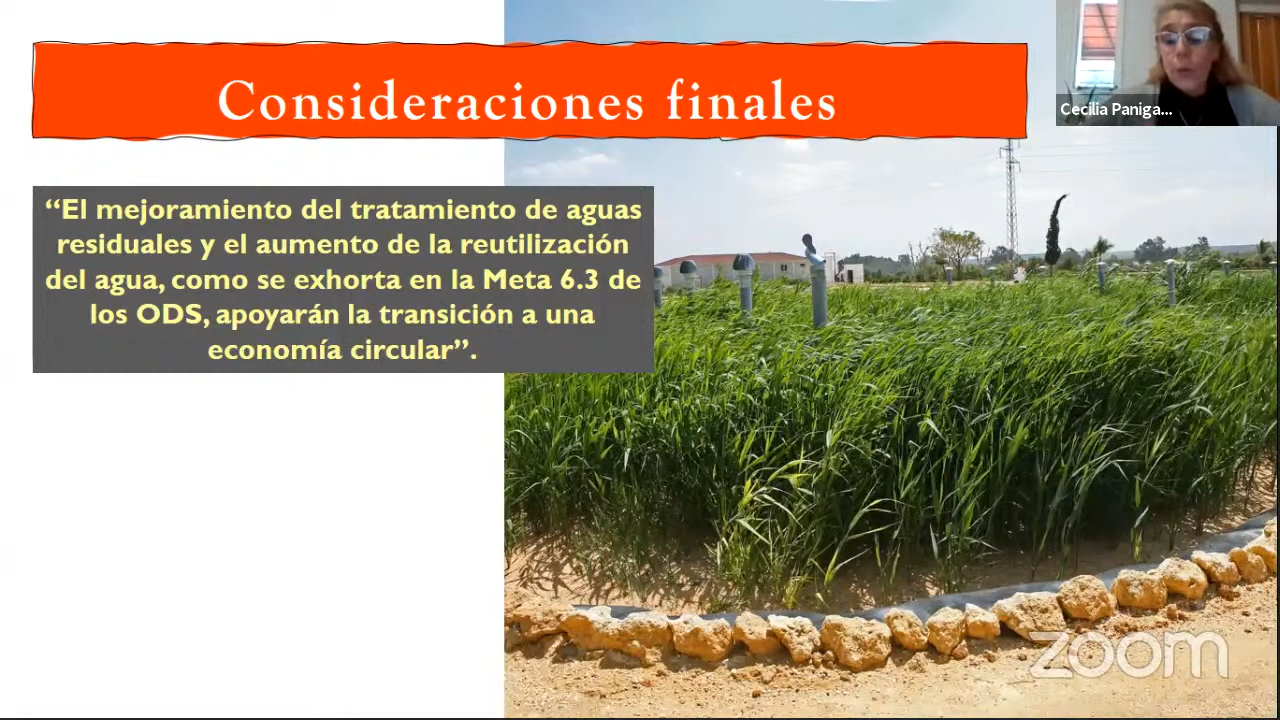 Consideraciones finales
Cecilia Paniga...
“El mejoramiento del tratamiento de aguas
residuales y el aumento de la reutilización
del agua, como se exhorta en la Meta 6.3 de
los ODS, apoyarán la transición a una
economía circular”.
zoom